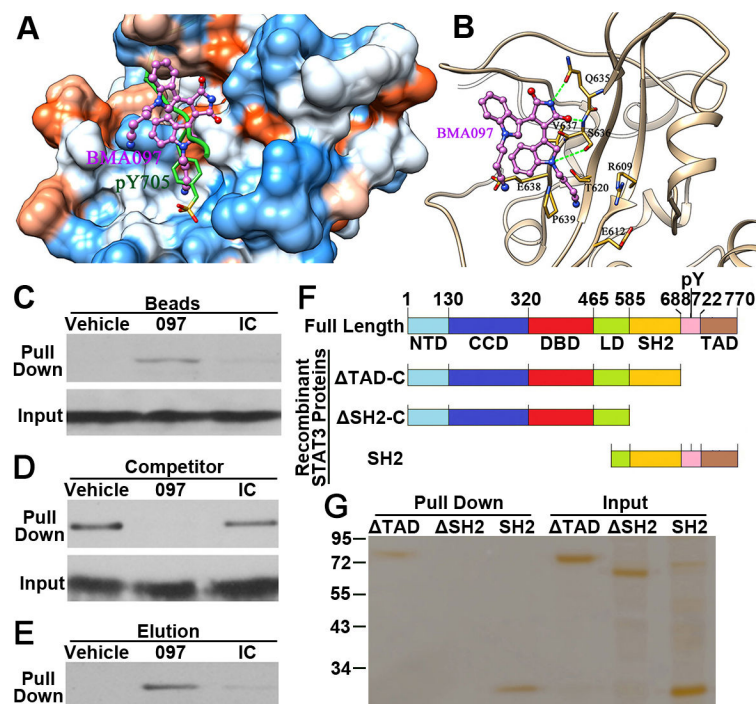 A
BMA097
pY705
B
BMA097
Q635
V637
S636
R609
E638
T620
P639
E612
C
Beads
Vehicle 097 IC
Pull Down
Input
D
Competitor
Vehicle 097 IC
Pull Down
Input
E
Elution
Vehicle 097 IC
Pull Down
F
pY
1 130 320 465 585 688 722 770
Full Length
NTD CCD DBD LD SH2 TAD
Recombinant
STAT3 Proteins
ΔTAD-C
ΔSH2-C
SH2
G
Pull Down Input
ΔTAD ΔSH2 SH2 ΔTAD ΔSH2 SH2
95
72
55
43
34